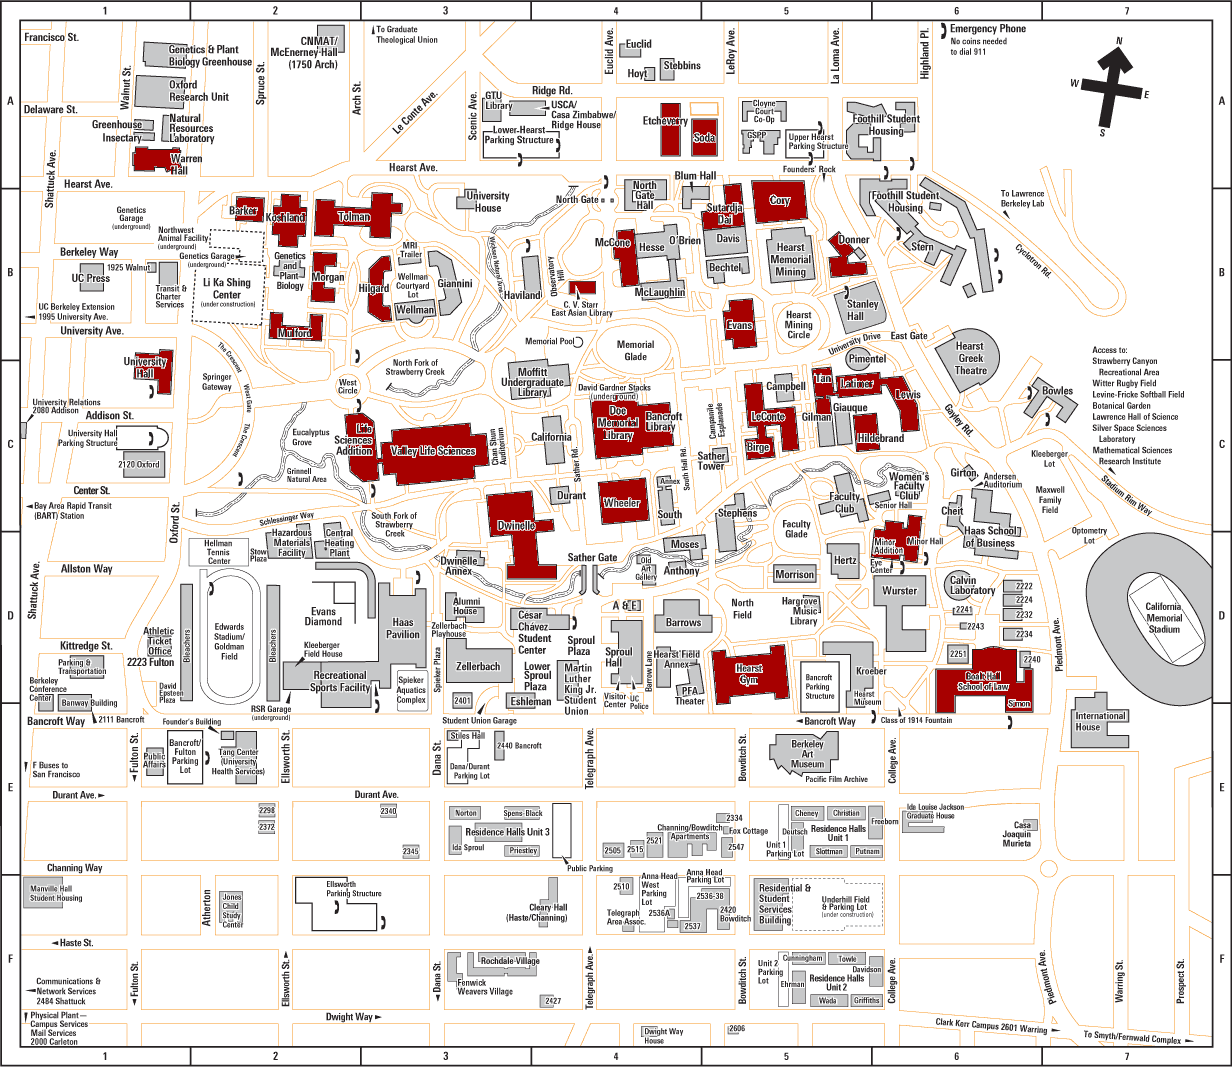 1 2 3 4 5 6 7
A
B
C
D
E
F
Francisco St.
Genetics & Plant
Biology Greenhouse
CNMAT/
McEnerney Hall
(1750 Arch)
To Graduate
Theological Union
Euclid
Hoyt
Stebbins
Euclid Ave.
LeRoy Ave.
La Loma Ave.
Highland Pl.
Emergency Phone
No coins needed
to dial 911
N
W
E
S
Walnut St.
Spruce St.
Arch St.
Oxford
Research Unit
Delaware St.
Le Conte Ave.
Scenic Ave.
Ridge Rd.
GTU
Library
USCA/
Casa Zimbabwe/
Ridge House
Lower Hearst
Parking Structure
Etcheverry
Soda
Cloyne
Court
Co-Op
GSPP
Upper Hearst
Parking Structure
Foothill Student
Housing
Greenhouse
Insectary
Natural
Resources
Laboratory
Warren
Hall
Shattuck Ave.
Hearst Ave.
Hearst Ave.
Founders' Rock
Genetics
Garage
(underground)
Barker
Koshland
Tolman
University
House
North Gate
North
Gate
Hall
Blum Hall
Sutardja
Dai
Cory
Foothill Student
Housing
To Lawrence
Berkeley Lab
Northwest
Animal Facility
(underground)
Genetics Garage
(underground)
Berkeley Way
1925 Walnut
UC Press
Transit &
Charter
Services
Li Ka Shing
Center
(under construction)
Genetics
and
Plant
Biology
Morgan
Mulford
Hilgard
MRI
Trailer
Wellman
Courtyard
Lot
Giannini
Wellman
Wickson Natural Area
Haviland
Observatory
Hill
McCone
Hesse
O'Brien
McLaughlin
C. V. Starr
East Asian Library
Davis
Bechtel
Hearst
Memorial
Mining
Donner
Stern
Cyclotron Rd.
Stanley
Hall
Evans
Hearst
Mining
Circle
UC Berkeley Extension
1995 University Ave.
University Ave.
Memorial Pool
Memorial
Glade
University Drive
East Gate
Hearst
Greek
Theatre
Access to:
Strawberry Canyon
Recreational Area
Witter Rugby Field
Levine-Fricke Softball Field
Botanical Garden
Lawrence Hall of Science
Silver Space Sciences
Laboratory
Mathematical Sciences
Research Institute
University
Hall
The Crescent
Springer
Gateway
West Gate
West
Circle
North Fork of
Strawberry Creek
Moffitt
Undergraduate
Library
David Gardner Stacks
(underground)
Doe
Memorial
Library
Bancroft
Library
Campbell
Tan
Pimentel
Latimer
Lewis
LeConte
Gilman
Giauque
Hildebrand
Birge
Bowles
Gayley Rd.
University Relations
2080 Addison
Addison St.
University Hall
Parking Structure
2120 Oxford
The Crescent
Eucalyptus
Grove
Grinnell
Natural Area
Life
Sciences
Addition
Valley Life Sciences
Chan Shun
Auditorium
California
Sather Rd.
Campanile
Esplanade
Sather
Tower
South Hall Rd.
Kleeberger
Lot
Center St.
Bay Area Rapid Transit
(BART) Station
Oxford St.
Schlessinger Way
South Fork of
Strawberry
Creek
Dwinelle
Durant
Wheeler
Annex
South
Stephens
Faculty
Club
Women's
Faculty
Club
Senior Hall
Girton
Andersen
Auditorium
Cheit
Haas School
of Business
Maxwell
Family
Field
Stadium Rim Way
Optometry
Lot
Hellman
Tennis
Center
Stow
Plaza
Hazardous
Materials
Facility
Central
Heating
Plant
Faculty
Glade
Minor
Addition
Minor Hall
Eye
Center
Allston Way
Dwinelle
Annex
Sather Gate
Moses
Old
Art
Gallery
Anthony
Morrison
Hertz
Wurster
Calvin
Laboratory
2222
2224
2232
2234
2241
2243
2251
2240
California
Memorial
Stadium
Shattuck Ave.
Bleachers
Edwards
Stadium/
Goldman
Field
Bleachers
Evans
Diamond
Haas
Pavilion
Alumni
House
César
Chávez
Student
Center
A & E
Barrows
North
Field
Hargrove
Music
Library
Athletic
Ticket
Office
2223 Fulton
Kittredge St.
Parking &
Transportation
Berkeley
Conference
Center
Banway Building
Kleeberger
Field House
Recreational
Sports Facility
Zellerbach
Playhouse
Zellerbach
Spieker Plaza
Spieker
Aquatics
Complex
Lower
Sproul
Plaza
Sproul
Plaza
Martin
Luther
King Jr.
Student
Union
Sproul
Hall
Barrow Lane
Hearst Field
Annex
PFA
Theater
Hearst
Gym
Bancroft
Parking
Structure
Kroeber
Hearst
Museum
Boalt Hall
School of Law
Simon
Piedmont Ave.
David
Epstein
Plaza
2401
Eshleman
Visitor
Center
UC
Police
RSR Garage
(underground)
Student Union Garage
Bancroft Way
2111 Bancroft
Founder's Building
Bancroft Way
Class of 1914 Fountain
International
House
F Buses to
San Francisco
Fulton St.
Public
Affairs
Bancroft/
Fulton
Parking
Lot
Tang Center
(University
Health Services)
Ellsworth St.
Dana St.
Stiles Hall
2440 Bancroft
Dana/Durant
Parking Lot
Telegraph Ave.
Bowditch St.
Berkeley
Art
Museum
Pacific Film Archive
College Ave.
Durant Ave.
Durant Ave.
2298
2372
2340
2345
Norton
Spens-Black
Residence Halls Unit 3
Ida Sproul
Priestley
Public Parking
2334
Channing/Bowditch
Apartments
Fox Cottage
2505
2515
2521
2547
Cheney
Christian
Deutsch
Residence Halls
Unit 1
Freeborn
Unit 1
Parking Lot
Slottman
Putnam
Ida Louise Jackson
Graduate House
Casa
Joaquin
Murieta
Channing Way
Manville Hall
Student Housing
Atherton
Jones
Child
Study
Center
Ellsworth
Parking Structure
Cleary Hall
(Haste/Channing)
2510
Anna Head
West
Parking
Lot
Anna Head
Parking Lot
Telegraph
Area Assoc.
2536A
2536-38
2537
2420
Bowditch
Residential &
Student
Services
Building
Underhill Field
& Parking Lot
(under construction)
Haste St.
Communications &
Network Services
2484 Shattuck
Fulton St.
Ellsworth St.
Dana St.
Rochdale Village
Fenwick
Weavers Village
2427
Telegraph Ave.
Bowditch St.
Unit 2
Parking
Lot
Cunningham
Towle
Davidson
Ehrman
Residence Halls
Unit 2
Wada
Griffiths
College Ave.
Piedmont Ave.
Warring St.
Prospect St.
Physical Plant—
Campus Services
Mail Services
2000 Carleton
Dwight Way
Dwight Way
House
2606
Clark Kerr Campus 2601 Warring
To Smyth/Fernwald Complex
1 2 3 4 5 6 7
A
B
C
D
E
F